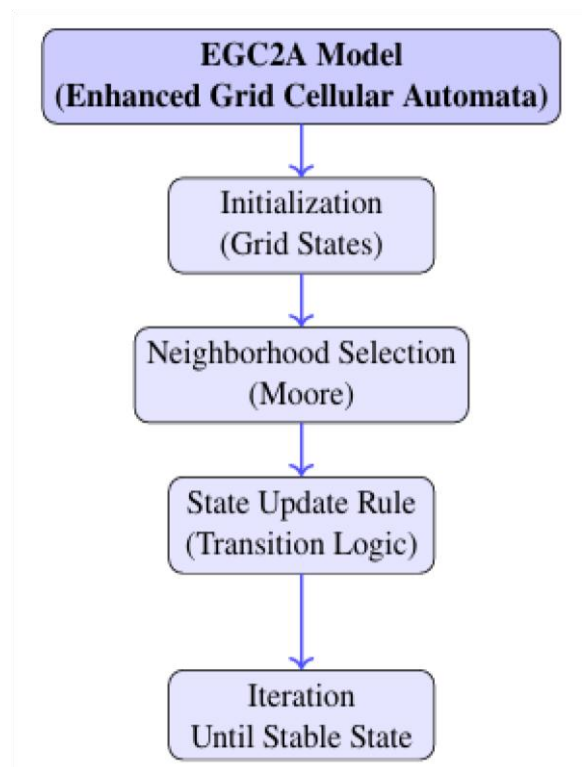 EGC2A Model
(Enhanced Grid Cellular Automata)
Initialization
(Grid States)
Neighborhood Selection
(Moore)
State Update Rule
(Transition Logic)
Iteration
Until Stable State